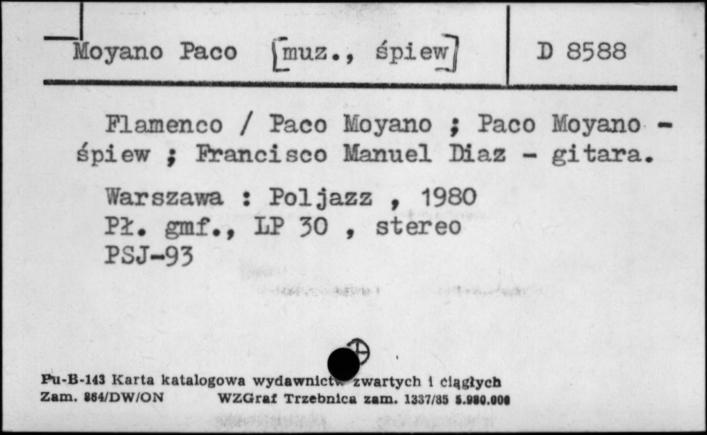 Moyano Paco [muz., śpiew] D 8588
Flamenco / Paco Moyano ; Paco Moyano -
śpiew ; Francisco Manuel Diaz - gitara.
Warszawa : Poljazz , 1980
Pł. gmf., LP 30 , stereo
PSJ-93
Pu-B-143 Karta katalogowa wydawnictw zwartych i ciągłych
Zam. 864/DW/ON WZGraf Trzebnica zam. 1337/85 5.980.000